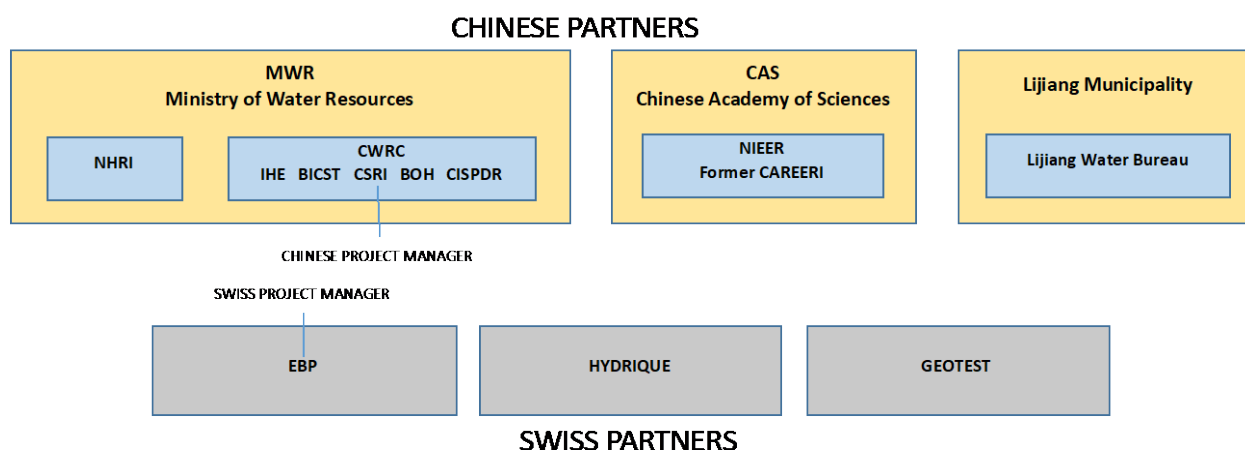 CHINESE PARTNERS
MWR
Ministry of Water Resources
NHRI
CWRC
IHE BICST CSRI BOH CISPDR
CAS
Chinese Academy of Sciences
NIEER
Former CAREERI
Lijiang Municipality
Lijiang Water Bureau
CHINESE PROJECT MANAGER
SWISS PROJECT MANAGER
EBP
HYDRIQUE
GEOTEST
SWISS PARTNERS